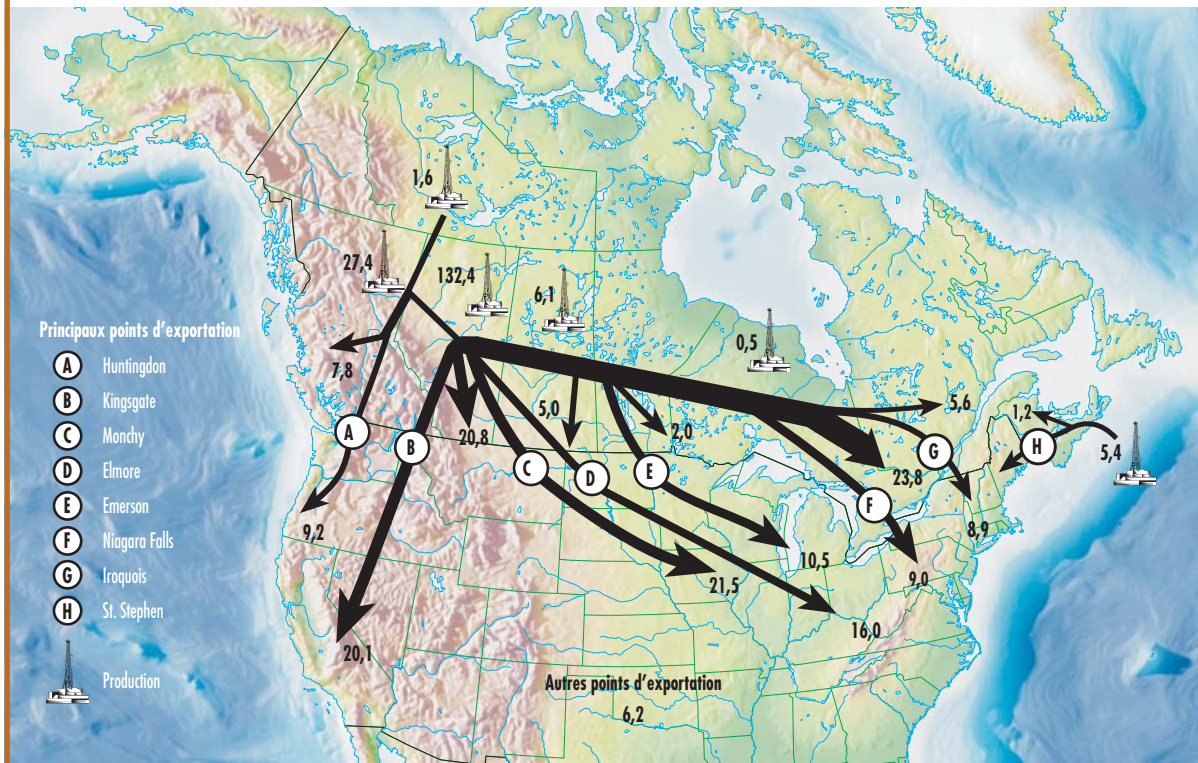 1,6
27,4
132,4
6,1
0,5
Principaux points d'exportation
A Huntingdon
B Kingsgate
C Monchy
D Elmore
E Emerson
F Niagara Falls
G Iroquois
H St. Stephen
Production
7,8
5,0
5,6
1,2
A
B
20,8
2,0
G
H
5,4
C
D
E
23,8
F
9,2
8,9
10,5
21,5
9,0
16,0
20,1
Autres points d'exportation
6,2